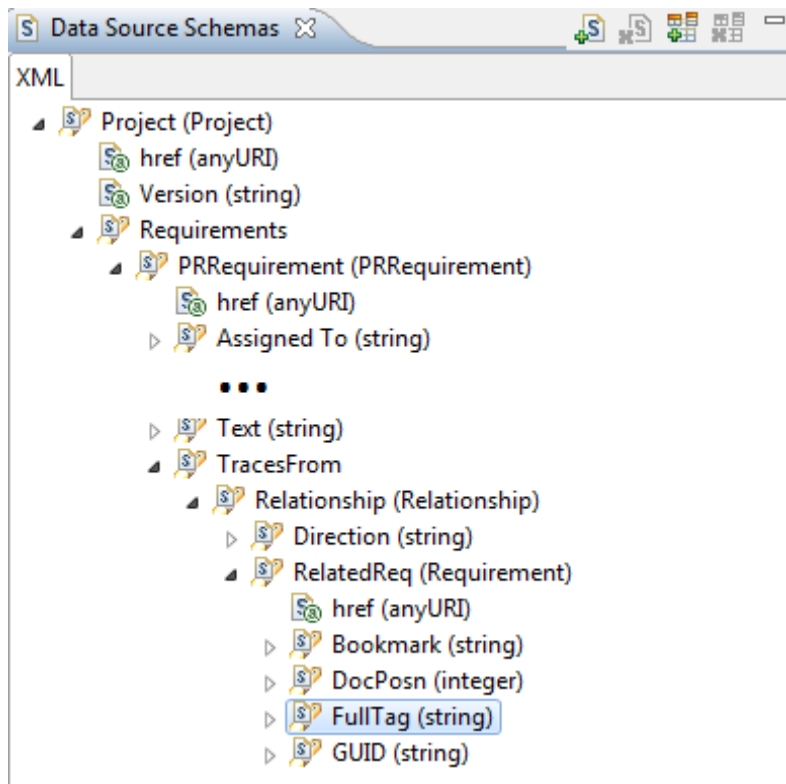 Data Source Schemas
XML
Project (Project)
href (anyURI)
Version (string)
Requirements
PRRequirement (PRRequirement)
href (anyURI)
Assigned To (string)
•••
Text (string)
TracesFrom
Relationship (Relationship)
Direction (string)
RelatedReq (Requirement)
href (anyURI)
Bookmark (string)
DocPosn (integer)
FullTag (string)
GUID (string)